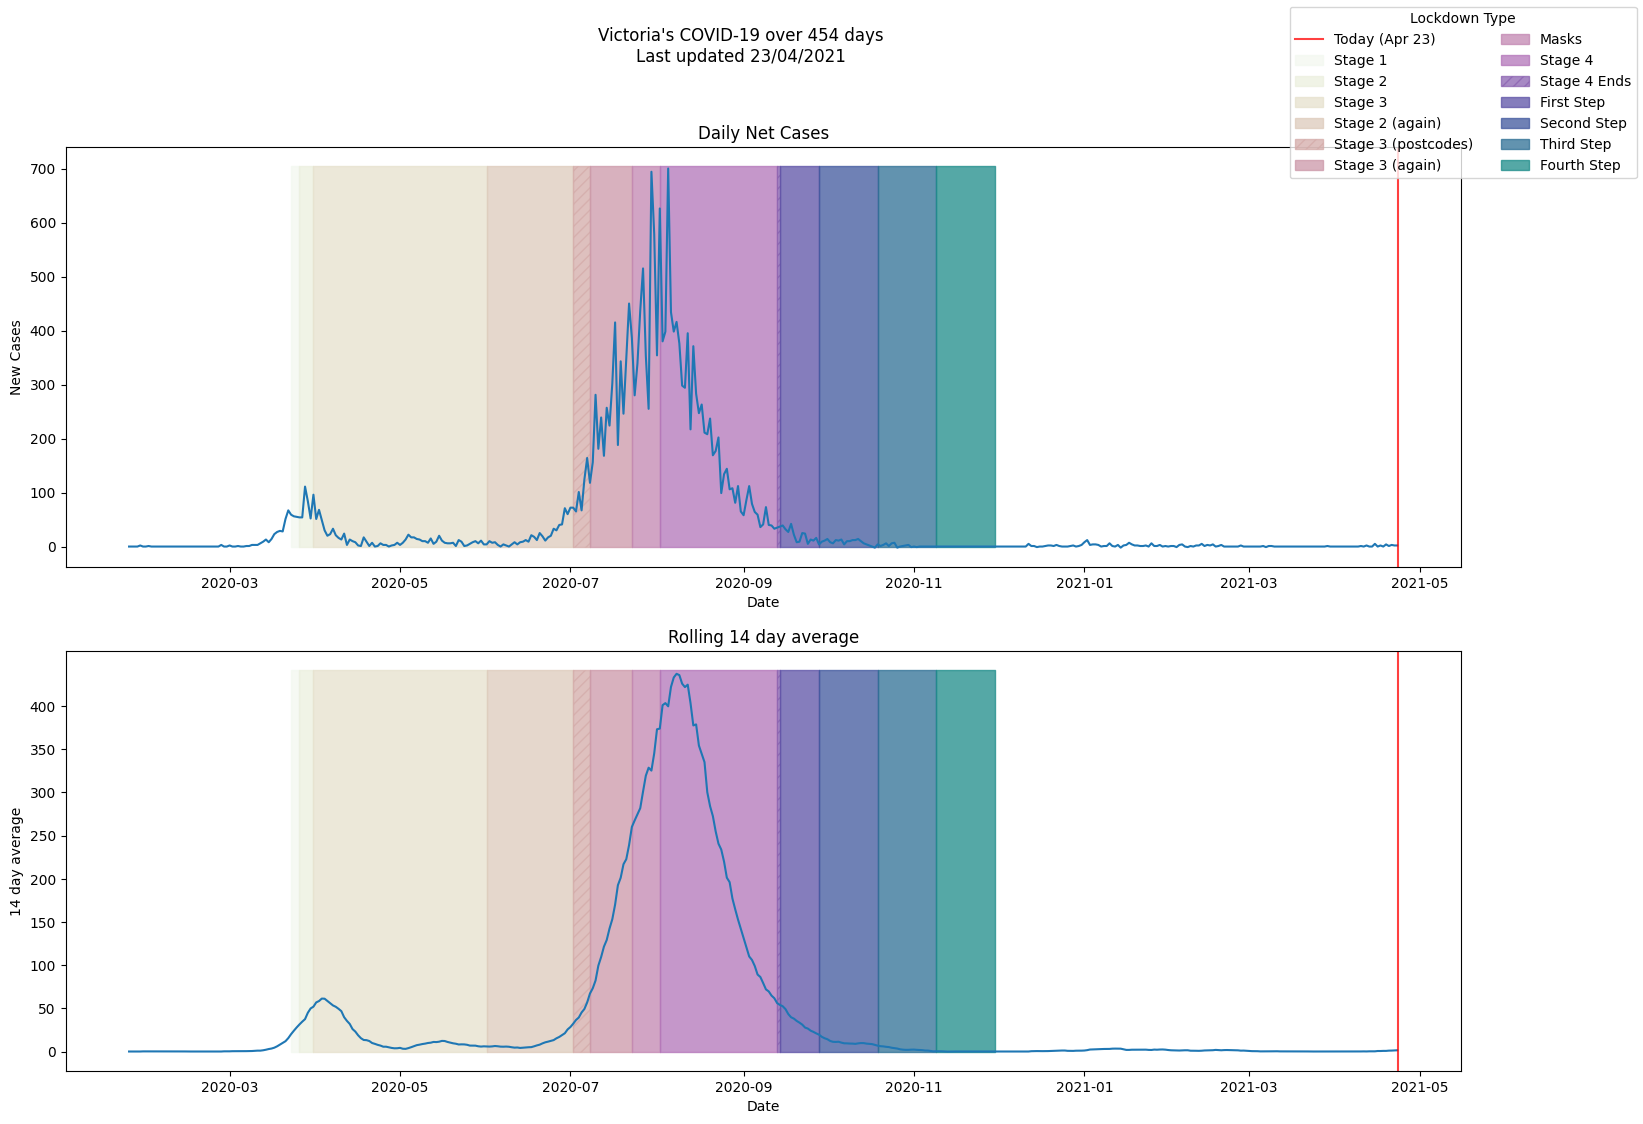 Victoria's COVID-19 over 454 days
Last updated 23/04/2021
Lockdown Type
Today (Apr 23)
Stage 1
Stage 2
Stage 3
Stage 2 (again)
Stage 3 (postcodes)
Stage 3 (again)
Masks
Stage 4
Stage 4 Ends
First Step
Second Step
Third Step
Fourth Step
Daily Net Cases
New Cases
700
600
500
400
300
200
100
0
2020-03
2020-05
2020-07
2020-09
2020-11
2021-01
2021-03
2021-05
Date
Rolling 14 day average
14 day average
400
350
300
250
200
150
100
50
0
2020-03
2020-05
2020-07
2020-09
2020-11
2021-01
2021-03
2021-05
Date